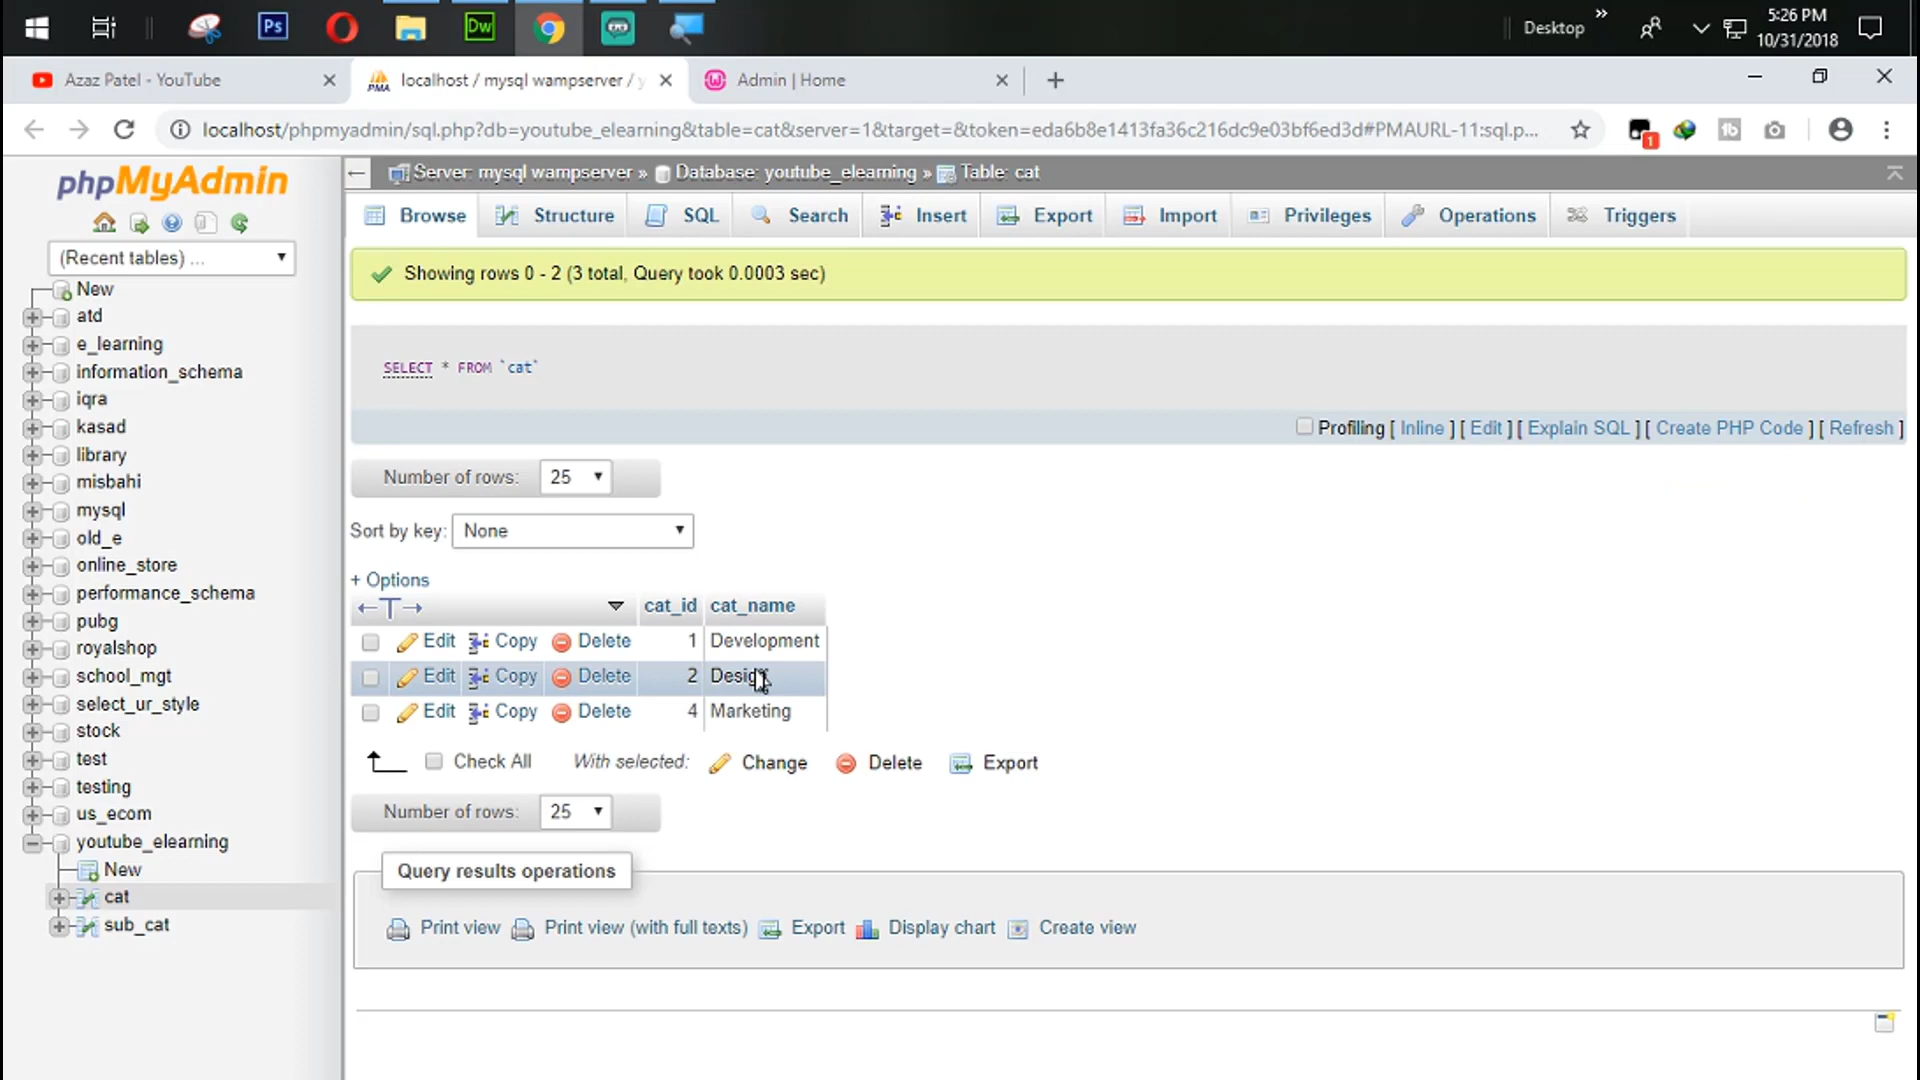 Ps
Dw
Desktop
»
5:26 PM
10/31/2018
Azaz Patel - YouTube
PMA
localhost / mysql wampserver / y
Admin | Home
localhost/phpmyadmin/sql.php?db=youtube_elearning&table=cat&server=1&target=&token=eda6b8e1413fa36c216dc9e03bf6ed3d#PMAURL-11:sql.p...
1
phpMyAdmin
(Recent tables) ...
New
atd
e_learning
information_schema
iqra
kasad
library
misbahi
mysql
old_e
online_store
performance_schema
pubg
royalshop
school_mgt
select_ur_style
stock
test
testing
us_ecom
youtube_elearning
New
cat
sub_cat
Server: mysql wampserver » Database: youtube_elearning » Table: cat
Browse Structure SQL Search Insert Export Import Privileges Operations Triggers
Showing rows 0 - 2 (3 total, Query took 0.0003 sec)
SELECT * FROM `cat`
Profiling [ Inline ] [ Edit ] [ Explain SQL ] [ Create PHP Code ] [ Refresh ]
Number of rows: 25
Sort by key: None
+ Options
←T→ cat_id cat_name
Edit Copy Delete 1 Development
Edit Copy Delete 2 Design
Edit Copy Delete 4 Marketing
Check All With selected: Change Delete Export
Number of rows: 25
Query results operations
Print view Print view (with full texts) Export Display chart Create view